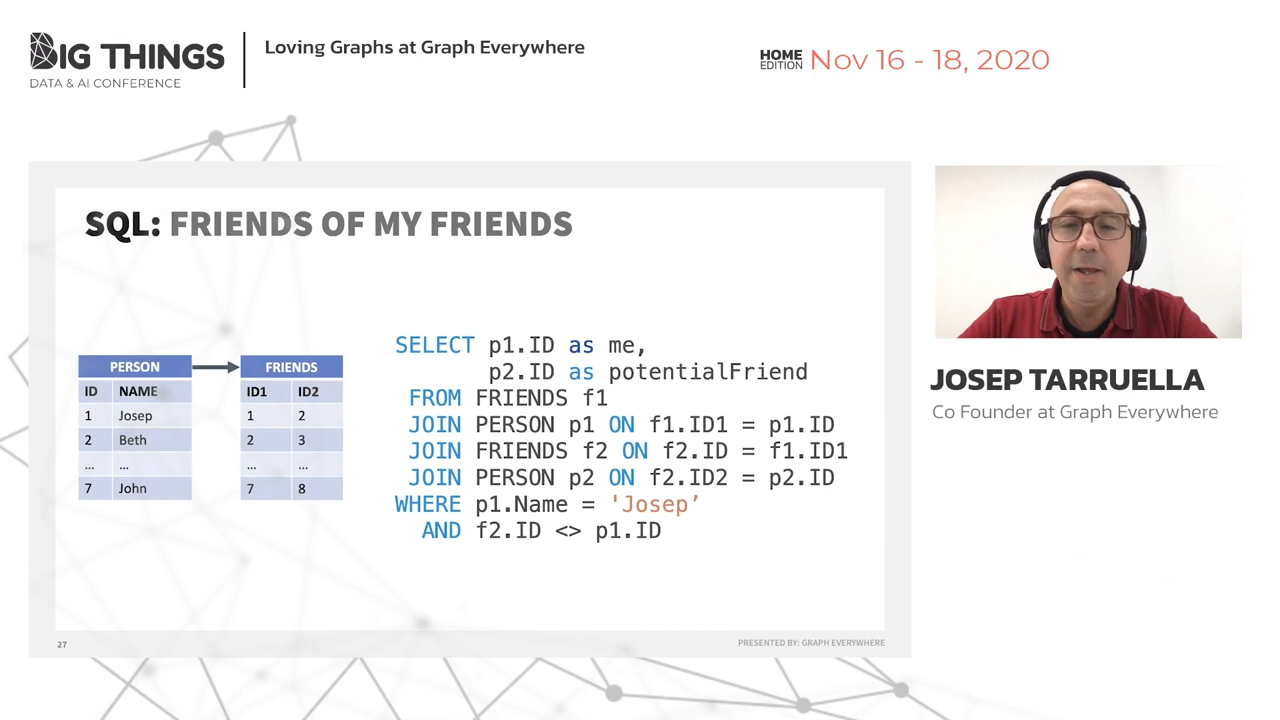 BIG THINGS
DATA & AI CONFERENCE
Loving Graphs at Graph Everywhere
HOME
EDITION
Nov 16 - 18, 2020
SQL: FRIENDS OF MY FRIENDS
PERSON
ID NAME
1 Josep
2 Beth
... ...
7 John
FRIENDS
ID1 ID2
1 2
2 3
... ...
7 8
SELECT p1.ID as me,
p2.ID as potentialFriend
FROM FRIENDS f1
JOIN PERSON p1 ON f1.ID1 = p1.ID
JOIN FRIENDS f2 ON f2.ID = f1.ID1
JOIN PERSON p2 ON f2.ID2 = p2.ID
WHERE p1.Name = 'Josep’
AND f2.ID <> p1.ID
27
PRESENTED BY: GRAPH EVERYWHERE
JOSEP TARRUELLA
Co Founder at Graph Everywhere